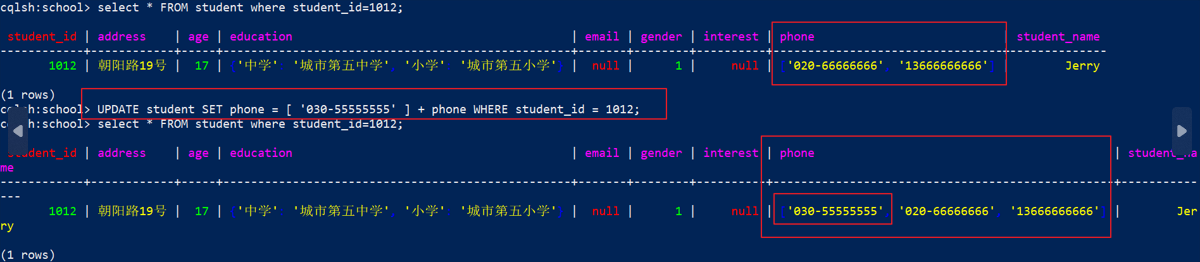 cqlsh:school> select * FROM student where student_id=1012;
student_id | address | age | education | email | gender | interest | phone | student_name
1012 | 朝阳路19号 | 17 | {'中学': '城市第五中学', '小学': '城市第五小学'} | null | 1 | null | ['020-66666666', '13666666666'] | Jerry
(1 rows)
cqlsh:school> UPDATE student SET phone = [ '030-55555555' ] + phone WHERE student_id = 1012;
cqlsh:school> select * FROM student where student_id=1012;
student_id | address | age | education | email | gender | interest | phone | student_na
me
1012 | 朝阳路19号 | 17 | {'中学': '城市第五中学', '小学': '城市第五小学'} | null | 1 | null | ['030-55555555', '020-66666666', '13666666666'] | Jer
ry
(1 rows)